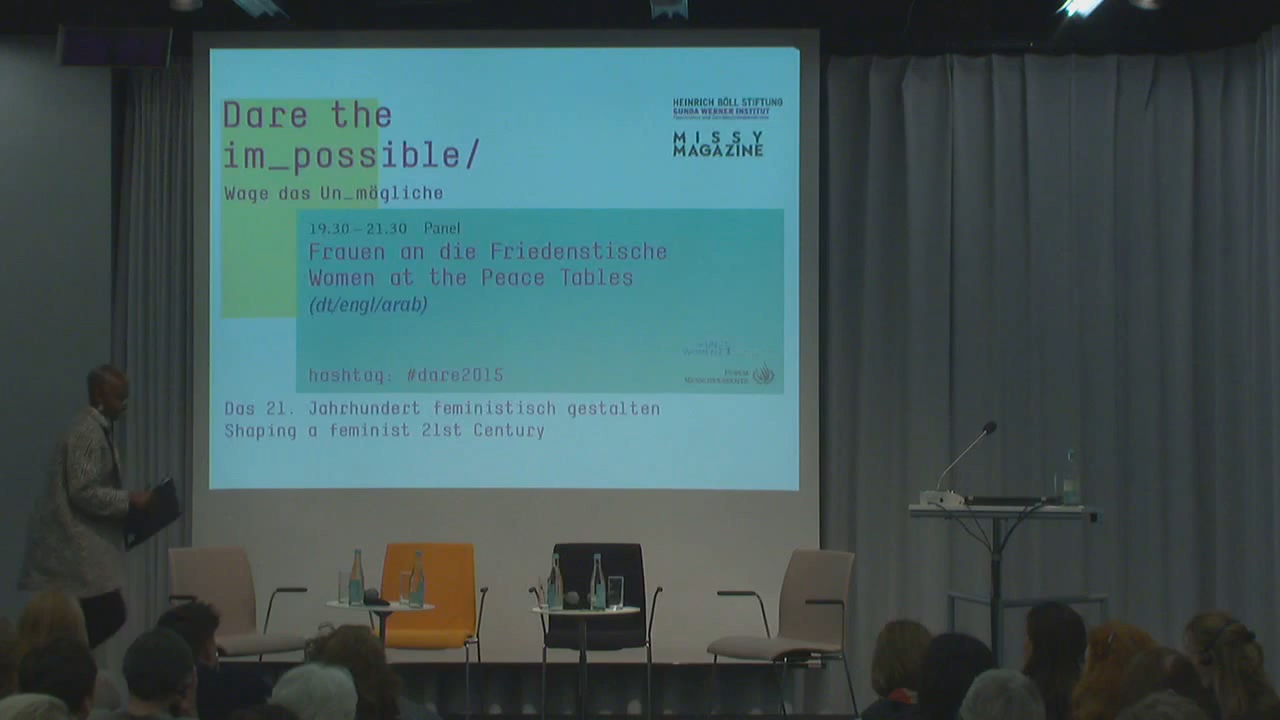 Dare the
im_possible/
Wage das Un_mögliche
HEINRICH BÖLL STIFTUNG
GUNDA WERNER INSTITUT
MISSY
MAGAZINE
19.30 – 21.30 Panel
Frauen an die Friedenstische
Women at the Peace Tables
(dt/engl/arab)
hashtag: #dare2015
FORUM
MENSCHENRECHTE
Das 21. Jahrhundert feministisch gestalten
Shaping a feminist 21st Century